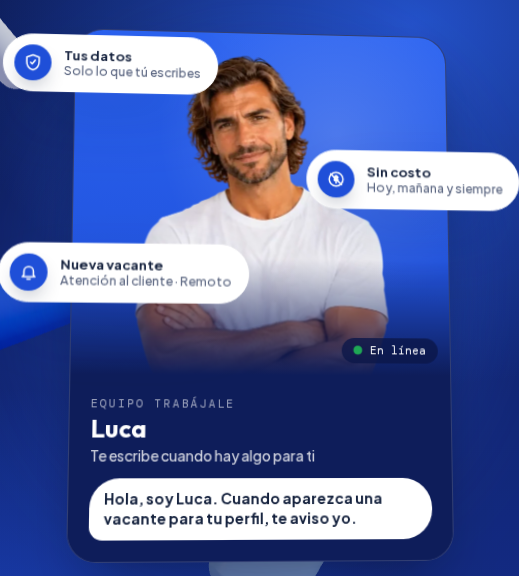 Tus datos
Solo lo que tú escribes
Sin costo
Hoy, mañana y siempre
Nueva vacante
Atención al cliente · Remoto
En línea
EQUIPO TRABÁJALE
Luca
Te escribe cuando hay algo para ti
Hola, soy Luca. Cuando aparezca una
vacante para tu perfil, te aviso yo.